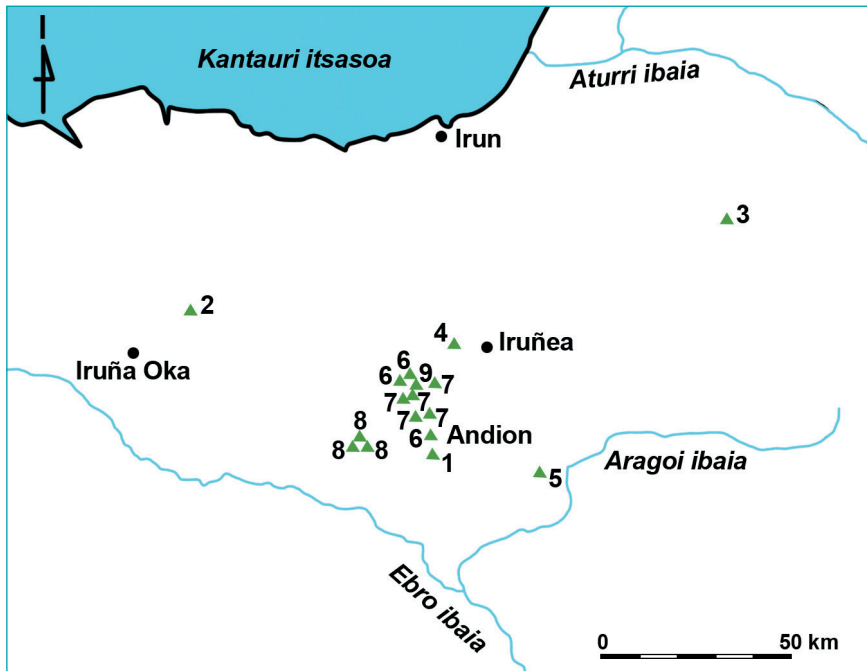 Kantauri itsasoa
Aturri ibaia
Irun
3
2
4
Iruñea
Iruña Oka
6
6
9
7
7
7
7
7
8
6
Andion
8
8
1
5
Aragoi ibaia
Ebro ibaia
0
50 km